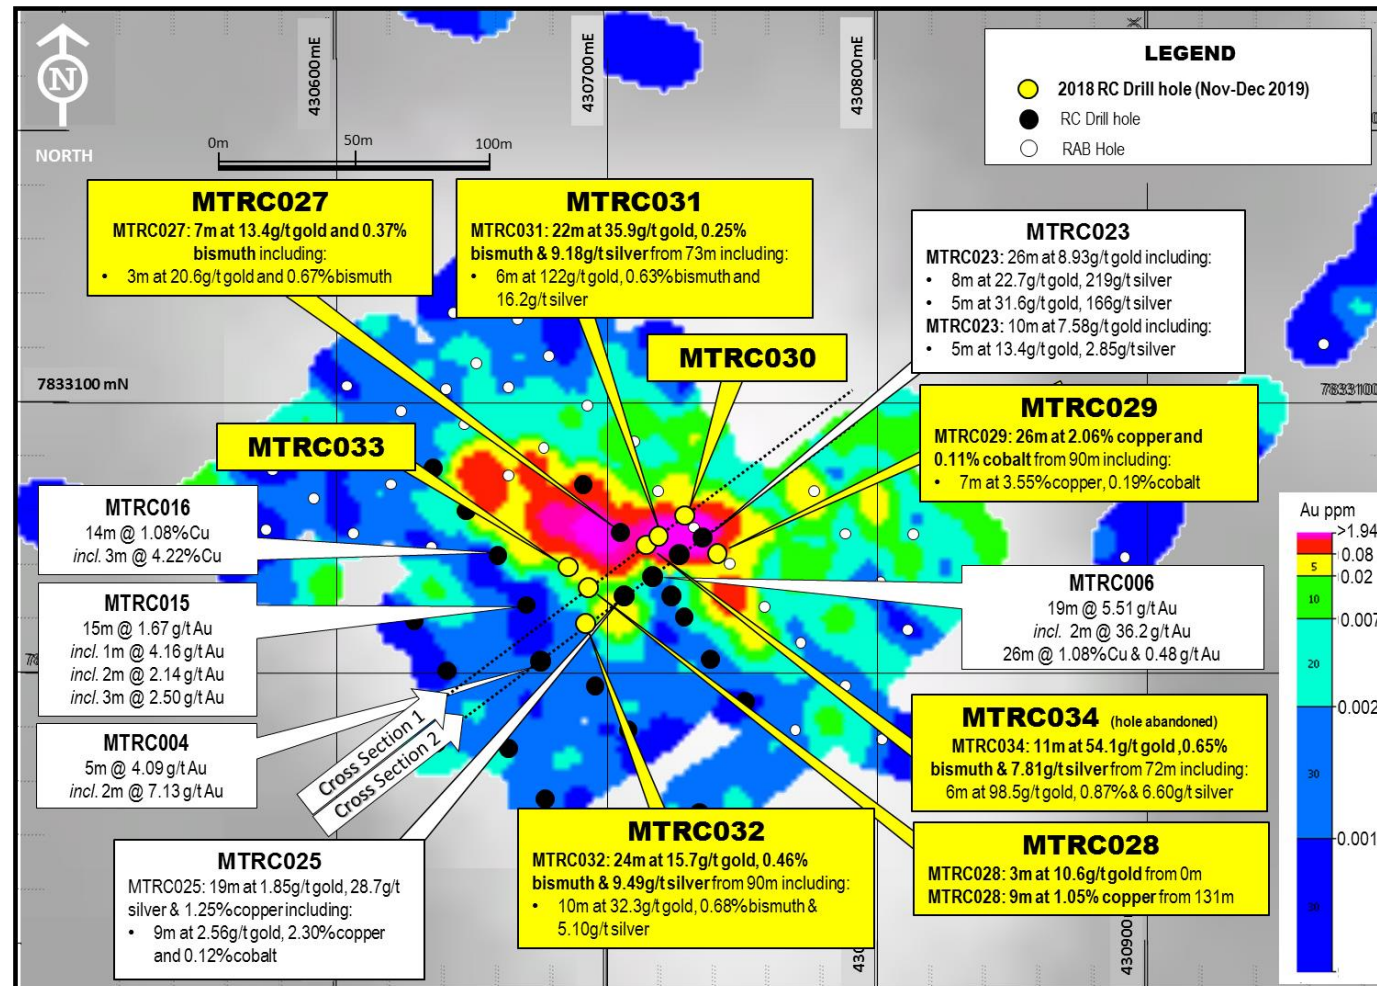 430600mE
430700mE
430800mE
N
NORTH
0m
50m
100m
LEGEND
2018 RC Drill hole (Nov-Dec 2019)
RC Drill hole
RAB Hole
MTRC027
MTRC027: 7m at 13.4g/t gold and 0.37%
bismuth including:
• 3m at 20.6g/t gold and 0.67% bismuth
MTRC031
MTRC031: 22m at 35.9g/t gold, 0.25%
bismuth & 9.18g/t silver from 73m including:
• 6m at 122g/t gold, 0.63% bismuth and
16.2g/t silver
MTRC023
MTRC023: 26m at 8.93g/t gold including:
• 8m at 22.7g/t gold, 219g/t silver
• 5m at 31.6g/t gold, 166g/t silver
MTRC023: 10m at 7.58g/t gold including:
• 5m at 13.4g/t gold, 2.85g/t silver
MTRC030
7833100 mN
7833100
MTRC029
MTRC029: 26m at 2.06% copper and
0.11% cobalt from 90m including:
• 7m at 3.55% copper, 0.19% cobalt
MTRC033
MTRC016
14m @ 1.08% Cu
incl. 3m @ 4.22% Cu
MTRC015
15m @ 1.67 g/t Au
incl. 1m @ 4.16 g/t Au
incl. 2m @ 2.14 g/t Au
incl. 3m @ 2.50 g/t Au
MTRC004
5m @ 4.09 g/t Au
incl. 2m @ 7.13 g/t Au
Cross Section 1
Cross Section 2
MTRC006
19m @ 5.51 g/t Au
incl. 2m @ 36.2 g/t Au
26m @ 1.08% Cu & 0.48 g/t Au
MTRC034 (hole abandoned)
MTRC034: 11m at 54.1g/t gold ,0.65%
bismuth & 7.81g/t silver from 72m including:
6m at 98.5g/t gold, 0.87% & 6.60g/t silver
MTRC025
MTRC025: 19m at 1.85g/t gold, 28.7g/t
silver & 1.25% copper including:
• 9m at 2.56g/t gold, 2.30% copper
and 0.12% cobalt
MTRC032
MTRC032: 24m at 15.7g/t gold, 0.46%
bismuth & 9.49g/t silver from 90m including:
• 10m at 32.3g/t gold, 0.68% bismuth &
5.10g/t silver
MTRC028
MTRC028: 3m at 10.6g/t gold from 0m
MTRC028: 9m at 1.05% copper from 131m
430900mE
Au ppm
>1.94
0.08
5
0.02
10
0.007
20
0.002
30
0.001
30